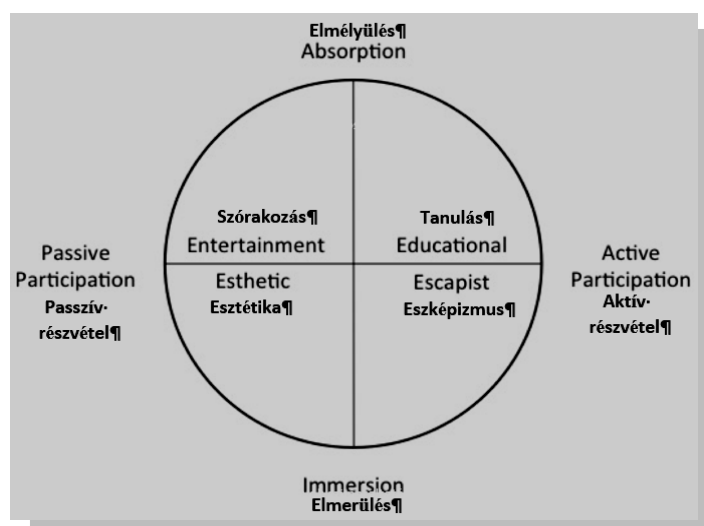 Elmélyülés¶
Absorption
Szórakozás¶
Entertainment
Tanulás¶
Educational
Passive
Participation
Passzív·
részvétel¶
Esthetic
Esztétika¶
Escapist
Eszképizmus¶
Active
Participation
Aktív·
részvétel¶
Immersion
Elmerülés¶